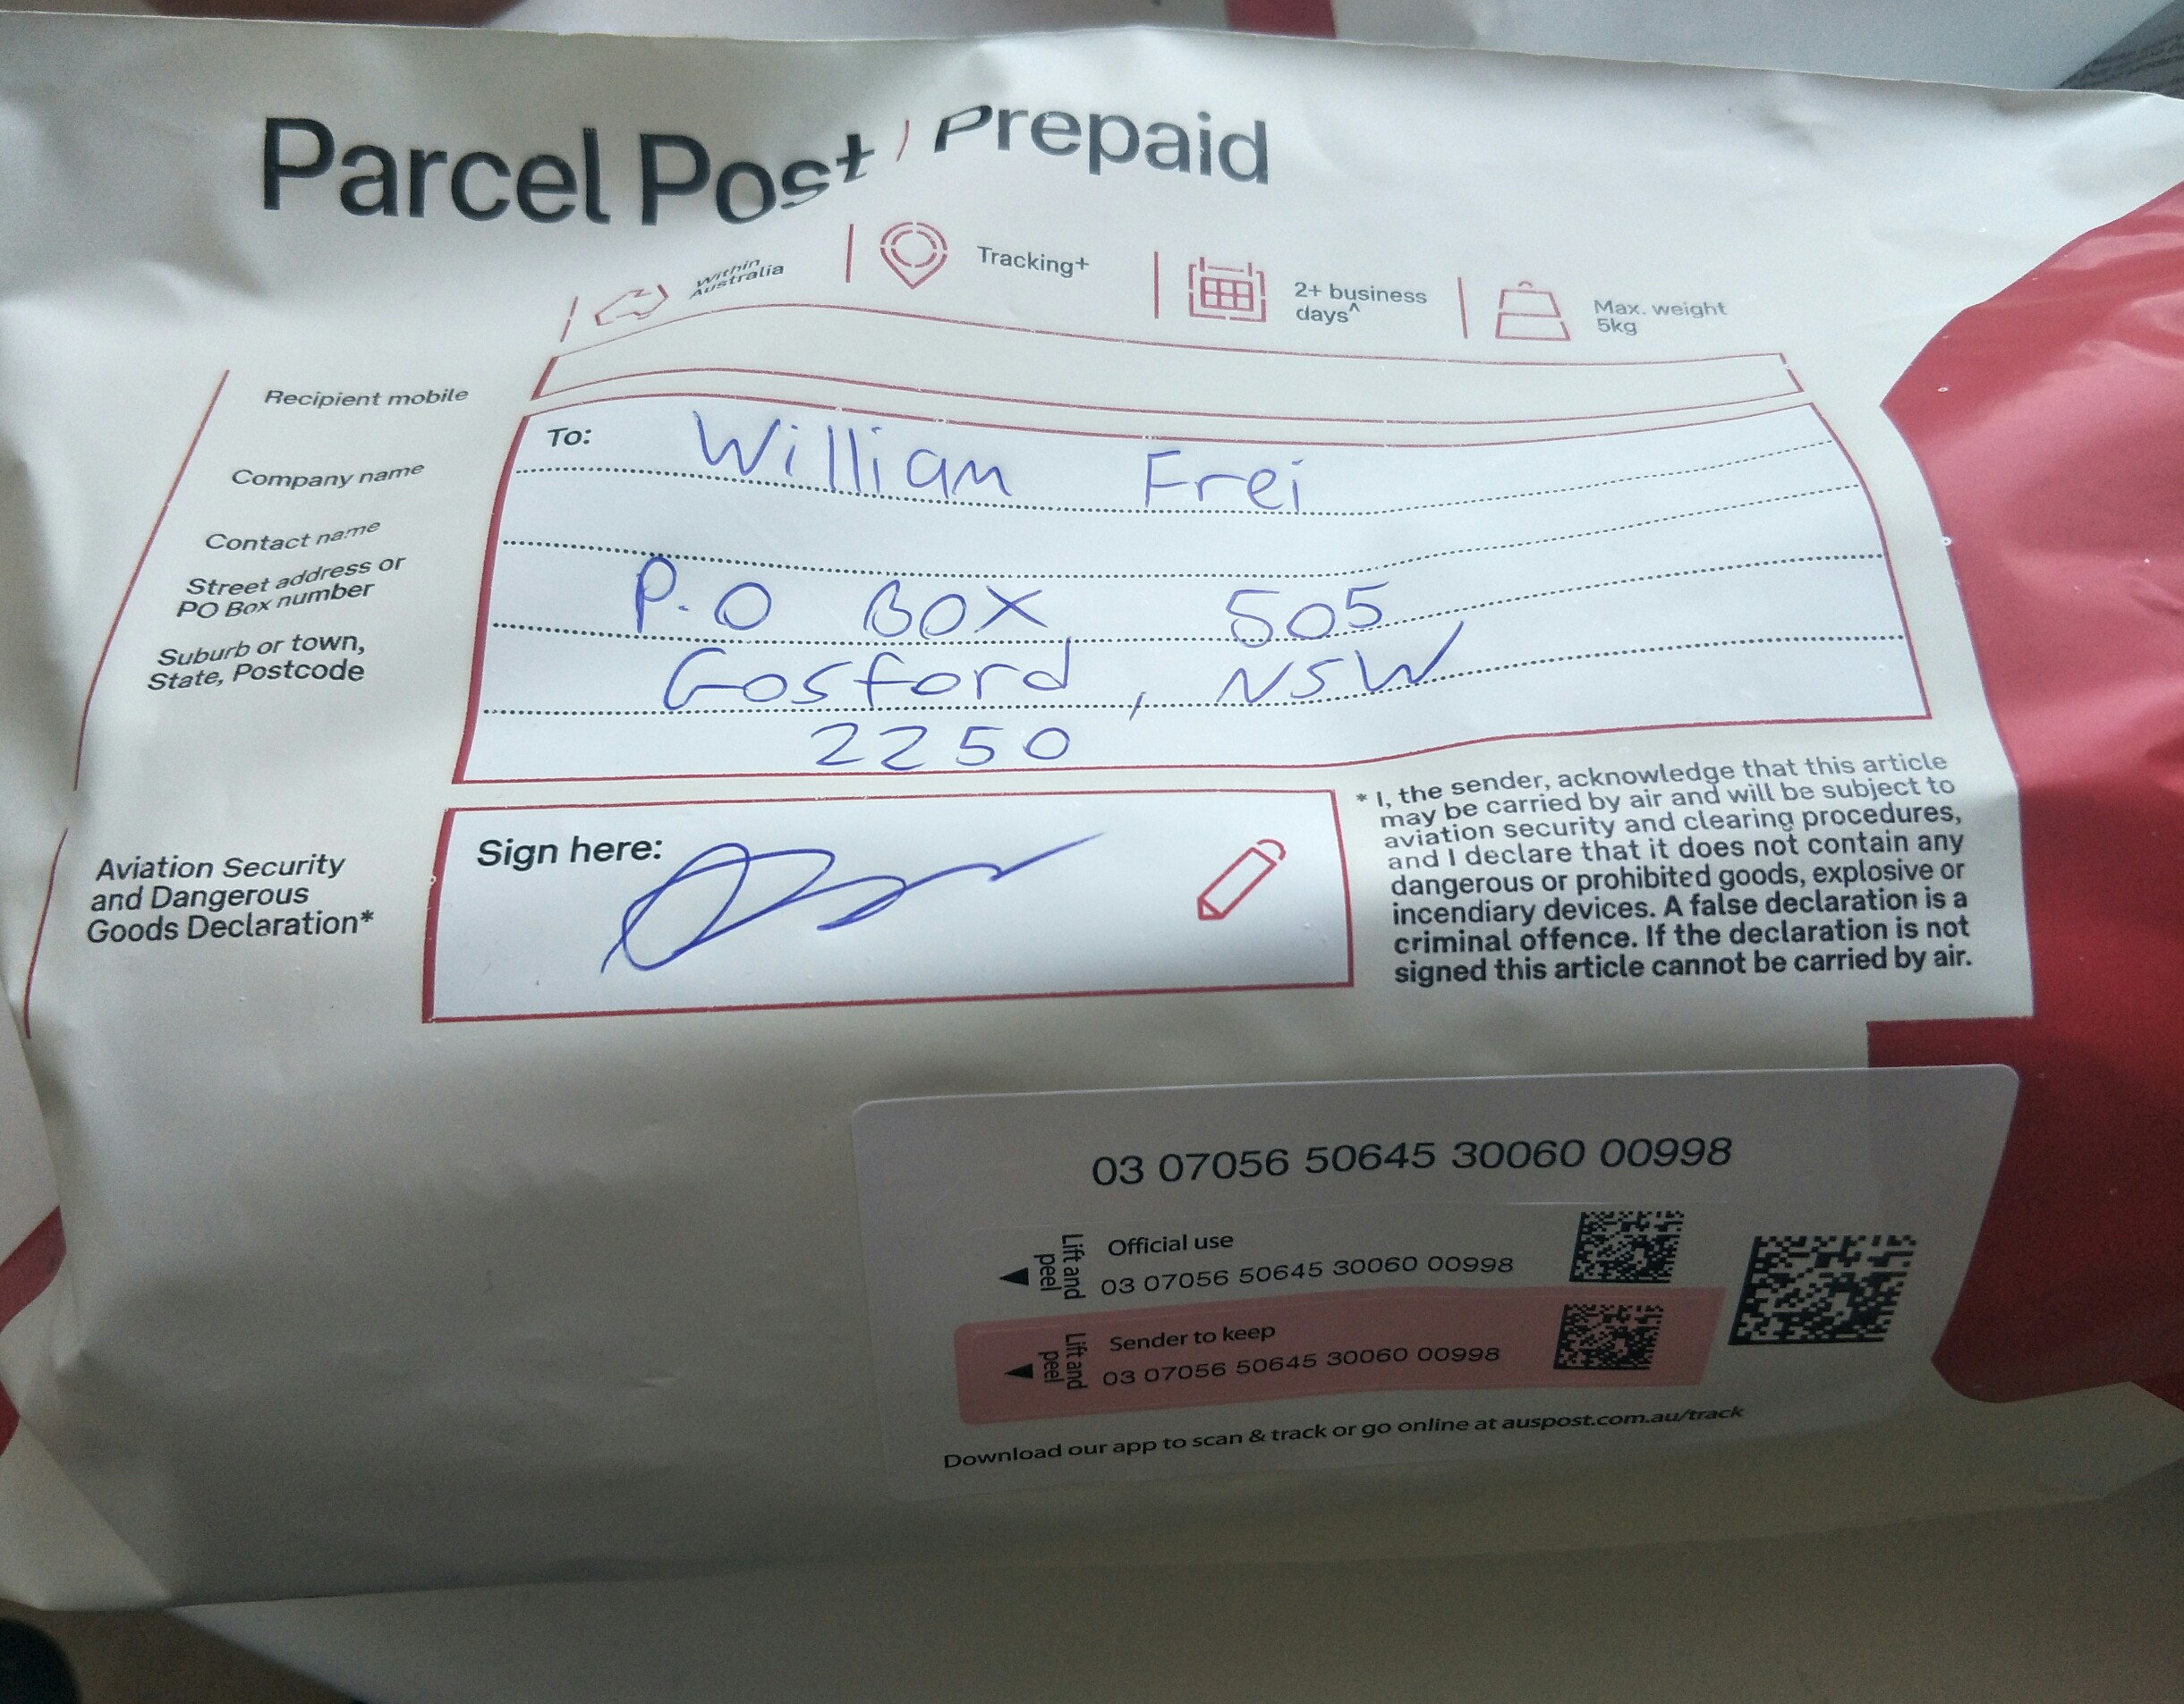 Parcel Post / Prepaid
Within
Australia
Tracking+
2+ business
days^
Max. weight
5kg
Recipient mobile
Company name
Contact name
Street address or
PO Box number
Suburb or town,
State, Postcode
To: William Frei
P.O BOX 505
Gosford, NSW
2250
Aviation Security
and Dangerous
Goods Declaration*
Sign here:
* I, the sender, acknowledge that this article
may be carried by air and will be subject to
aviation security and clearing procedures,
and I declare that it does not contain any
dangerous or prohibited goods, explosive or
incendiary devices. A false declaration is a
criminal offence. If the declaration is not
signed this article cannot be carried by air.
03 07056 50645 30060 00998
Lift and
peel
Official use
03 07056 50645 30060 00998
Lift and
peel
Sender to keep
03 07056 50645 30060 00998
Download our app to scan & track or go online at auspost.com.au/track